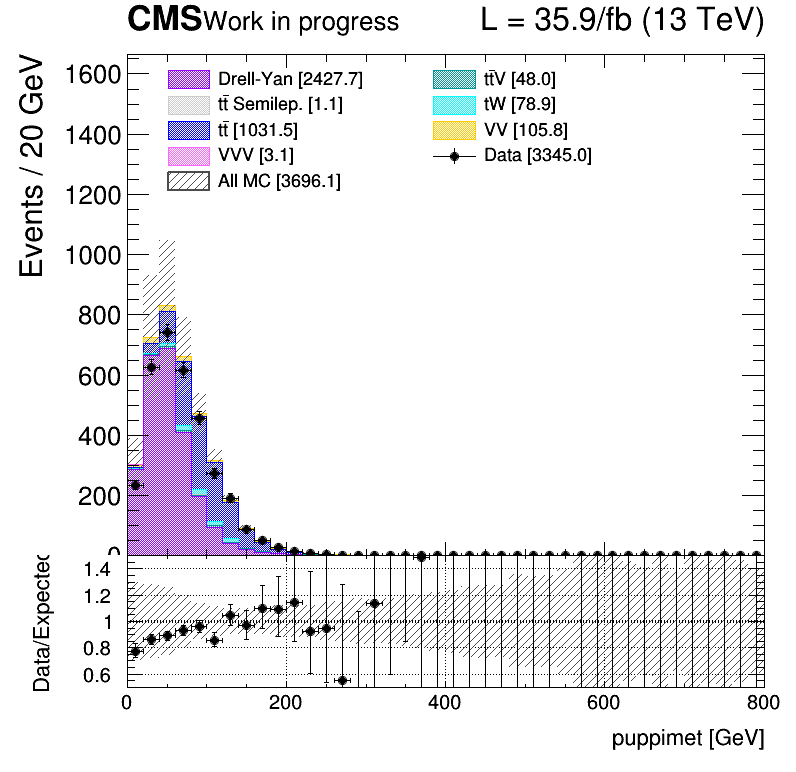 CMS Work in progress L = 35.9/fb (13 TeV)
Events / 20 GeV
1600
1400
1200
1000
800
600
400
200
0
Drell-Yan [2427.7]
tt̄ Semilep. [1.1]
tt̄ [1031.5]
VVV [3.1]
All MC [3696.1]
tt̄V [48.0]
tW [78.9]
VV [105.8]
Data [3345.0]
Data/Expected
1.4
1.2
1
0.8
0.6
0 200 400 600 800
puppimet [GeV]